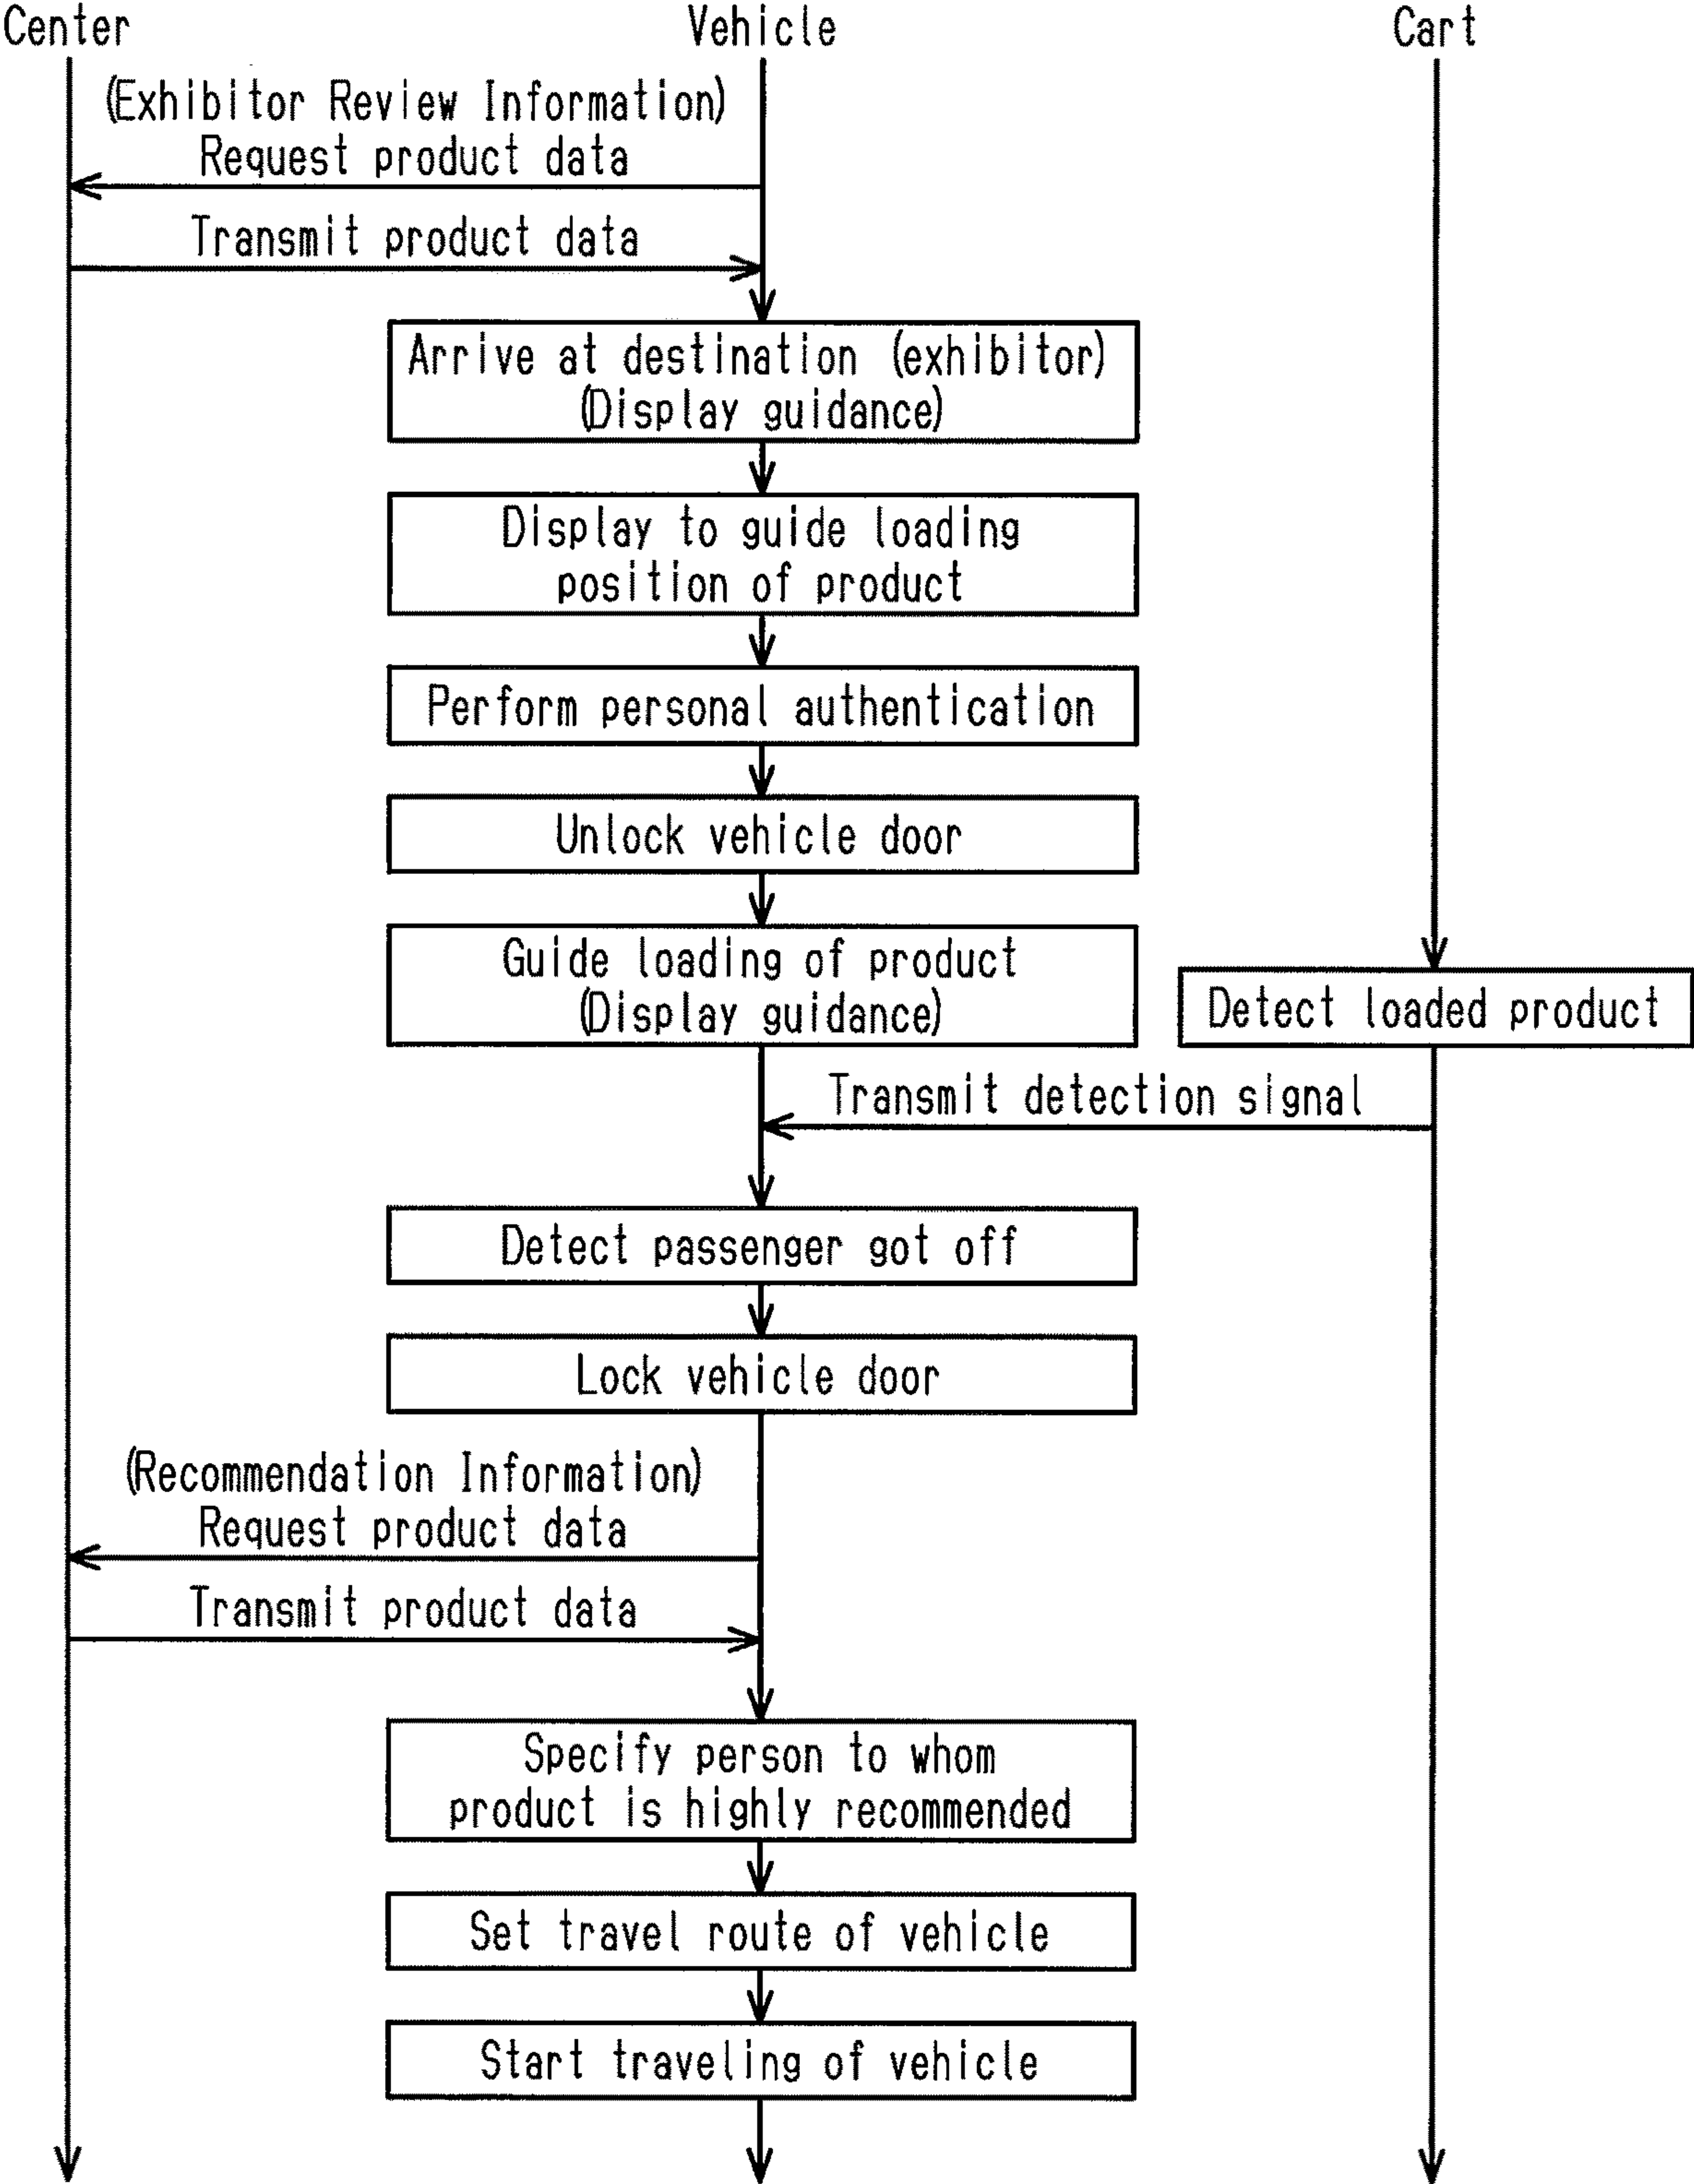 Center
Vehicle
Cart
(Exhibitor Review Information)
Request product data
Transmit product data
Arrive at destination (exhibitor)
(Display guidance)
Display to guide loading
position of product
Perform personal authentication
Unlock vehicle door
Guide loading of product
(Display guidance)
Detect loaded product
Transmit detection signal
Detect passenger got off
Lock vehicle door
(Recommendation Information)
Request product data
Transmit product data
Specify person to whom
product is highly recommended
Set travel route of vehicle
Start traveling of vehicle